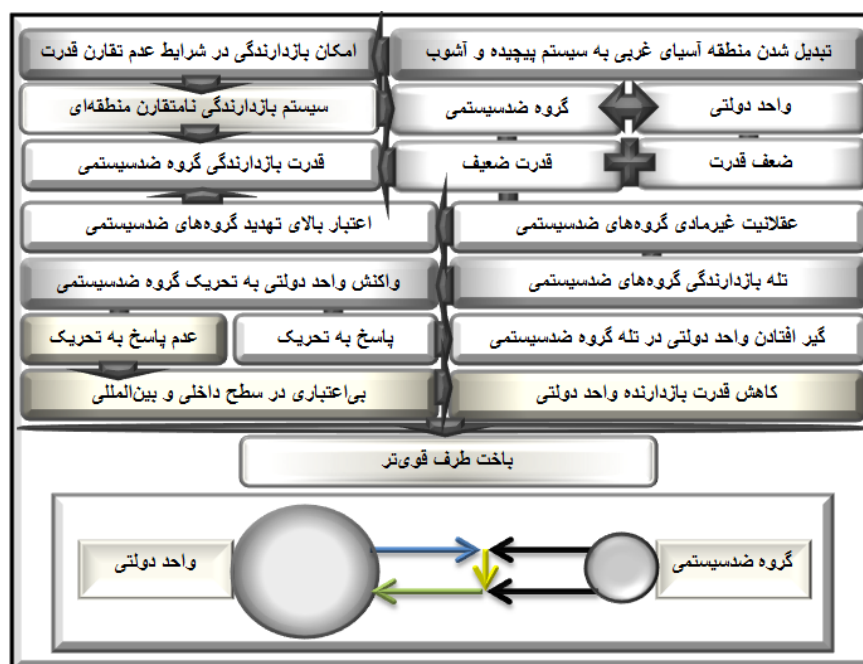 تبدیل شدن منطقه آسیای غربی به سیستم پیچیده و آشوب
امکان بازدارندگی در شرایط عدم تقارن قدرت
واحد دولتی
گروه ضدسیستمی
سیستم بازدارندگی نامتقارن منطقه‌ای
ضعف قدرت
قدرت ضعیف
قدرت بازدارندگی گروه ضدسیستمی
عقلانیت غیرمادی گروه‌های ضدسیستمی
اعتبار بالای تهدید گروه‌های ضدسیستمی
تله بازدارندگی گروه‌های ضدسیستمی
واکنش واحد دولتی به تحریک گروه ضدسیستمی
گیر افتادن واحد دولتی در تله گروه ضدسیستمی
پاسخ به تحریک
عدم پاسخ به تحریک
کاهش قدرت بازدارنده واحد دولتی
بی‌اعتباری در سطح داخلی و بین‌المللی
باخت طرف قوی‌تر
گروه ضدسیستمی
واحد دولتی